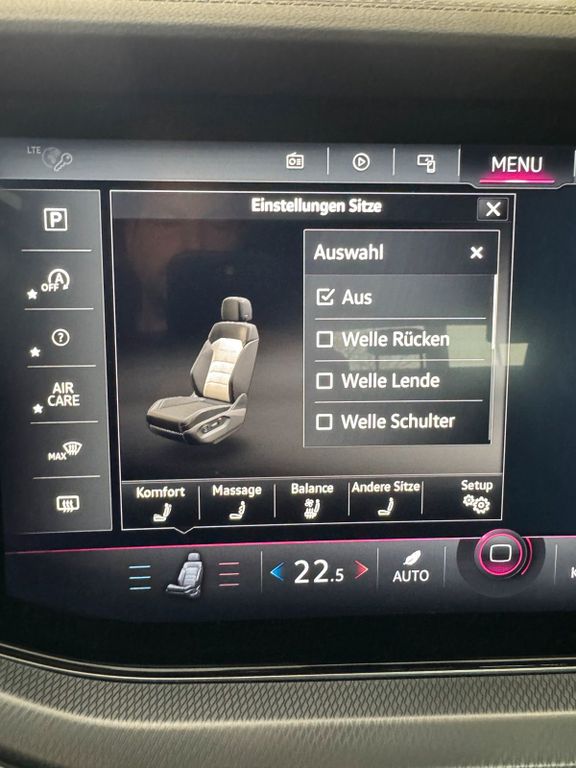 LTE
MENU
Einstellungen Sitze
P
Auswahl
A
OFF
Aus
?
Welle Rücken
AIR
CARE
Welle Lende
Welle Schulter
MAX
Komfort
Massage
Balance
Andere Sitze
Setup
22.5
AUTO